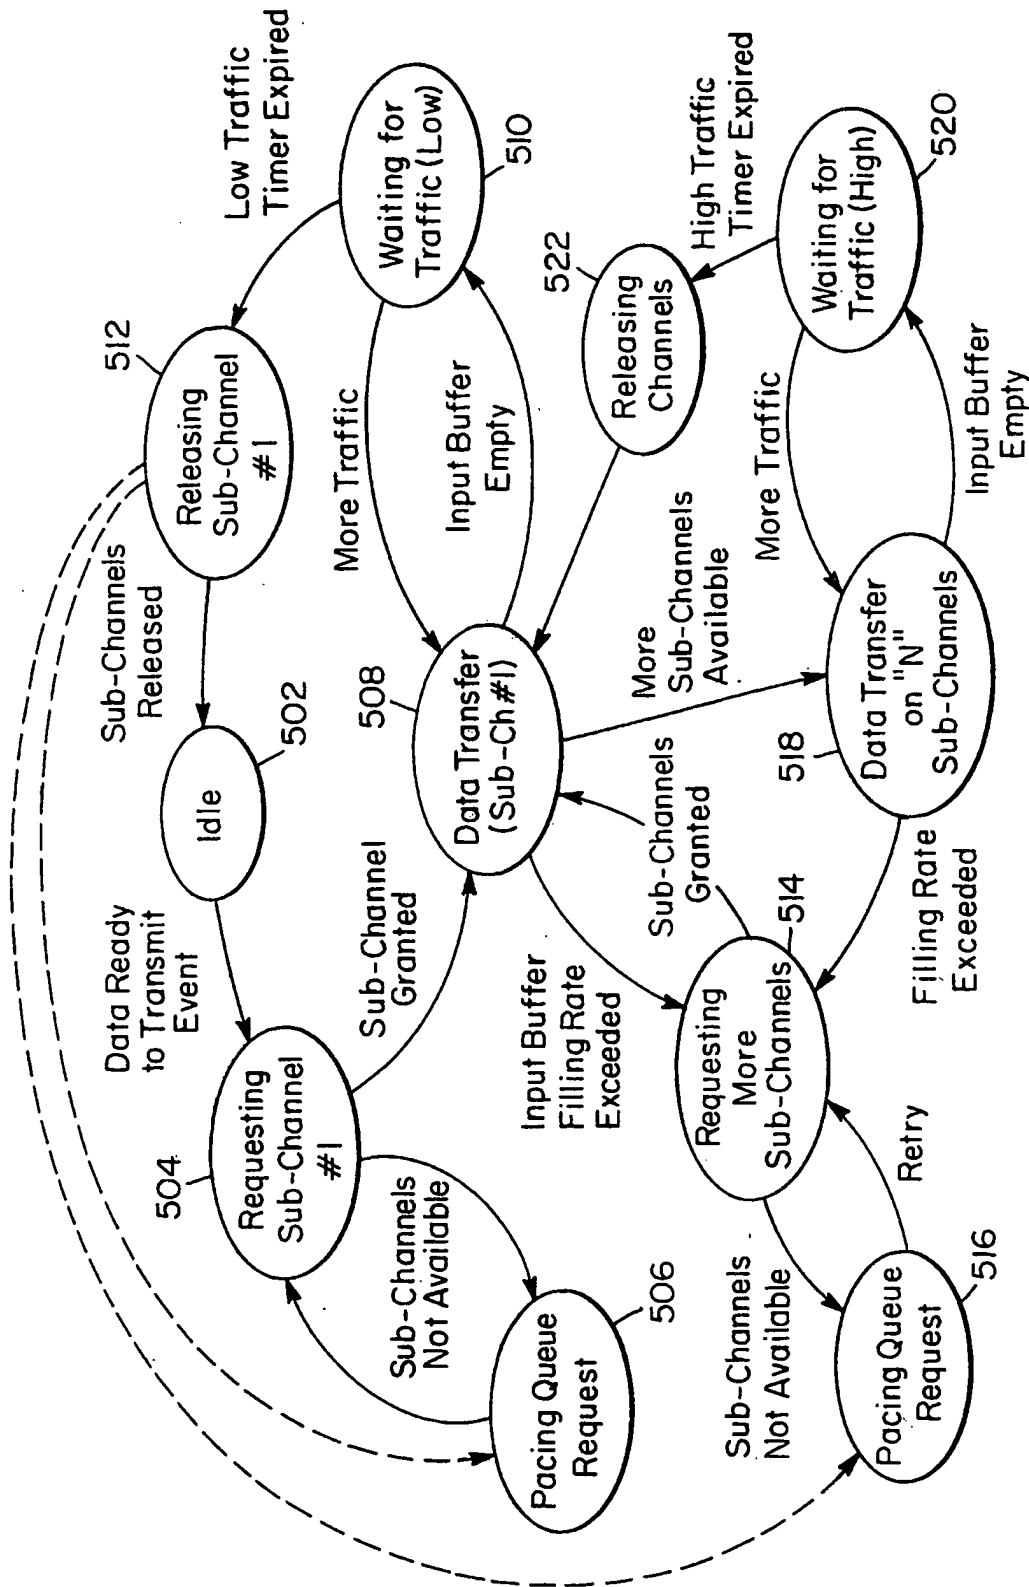 Data Ready
to Transmit
Event
Sub-Channels
Released
512
Low Traffic
Timer Expired
504
Requesting
Sub-Channel
#1
Idle
502
Releasing
Sub-Channel
#1
Sub-Channels
Not Available
Sub-Channel
Granted
508
More Traffic
Waiting for
Traffic (Low)
510
Pacing Queue
Request
506
Data Transfer
(Sub-Ch#1)
Input Buffer
Empty
Input Buffer
Filling Rate
Exceeded
Sub-Channels
Granted
More
Sub-Channels
Available
522
Releasing
Channels
High Traffic
Timer Expired
Requesting
More
Sub-Channels
514
518
More Traffic
Sub-Channels
Not Available
Waiting for
Traffic (High)
520
Pacing Queue
Request
516
Retry
Filling Rate
Exceeded
Data Transfer
on "N"
Sub-Channels
Input Buffer
Empty